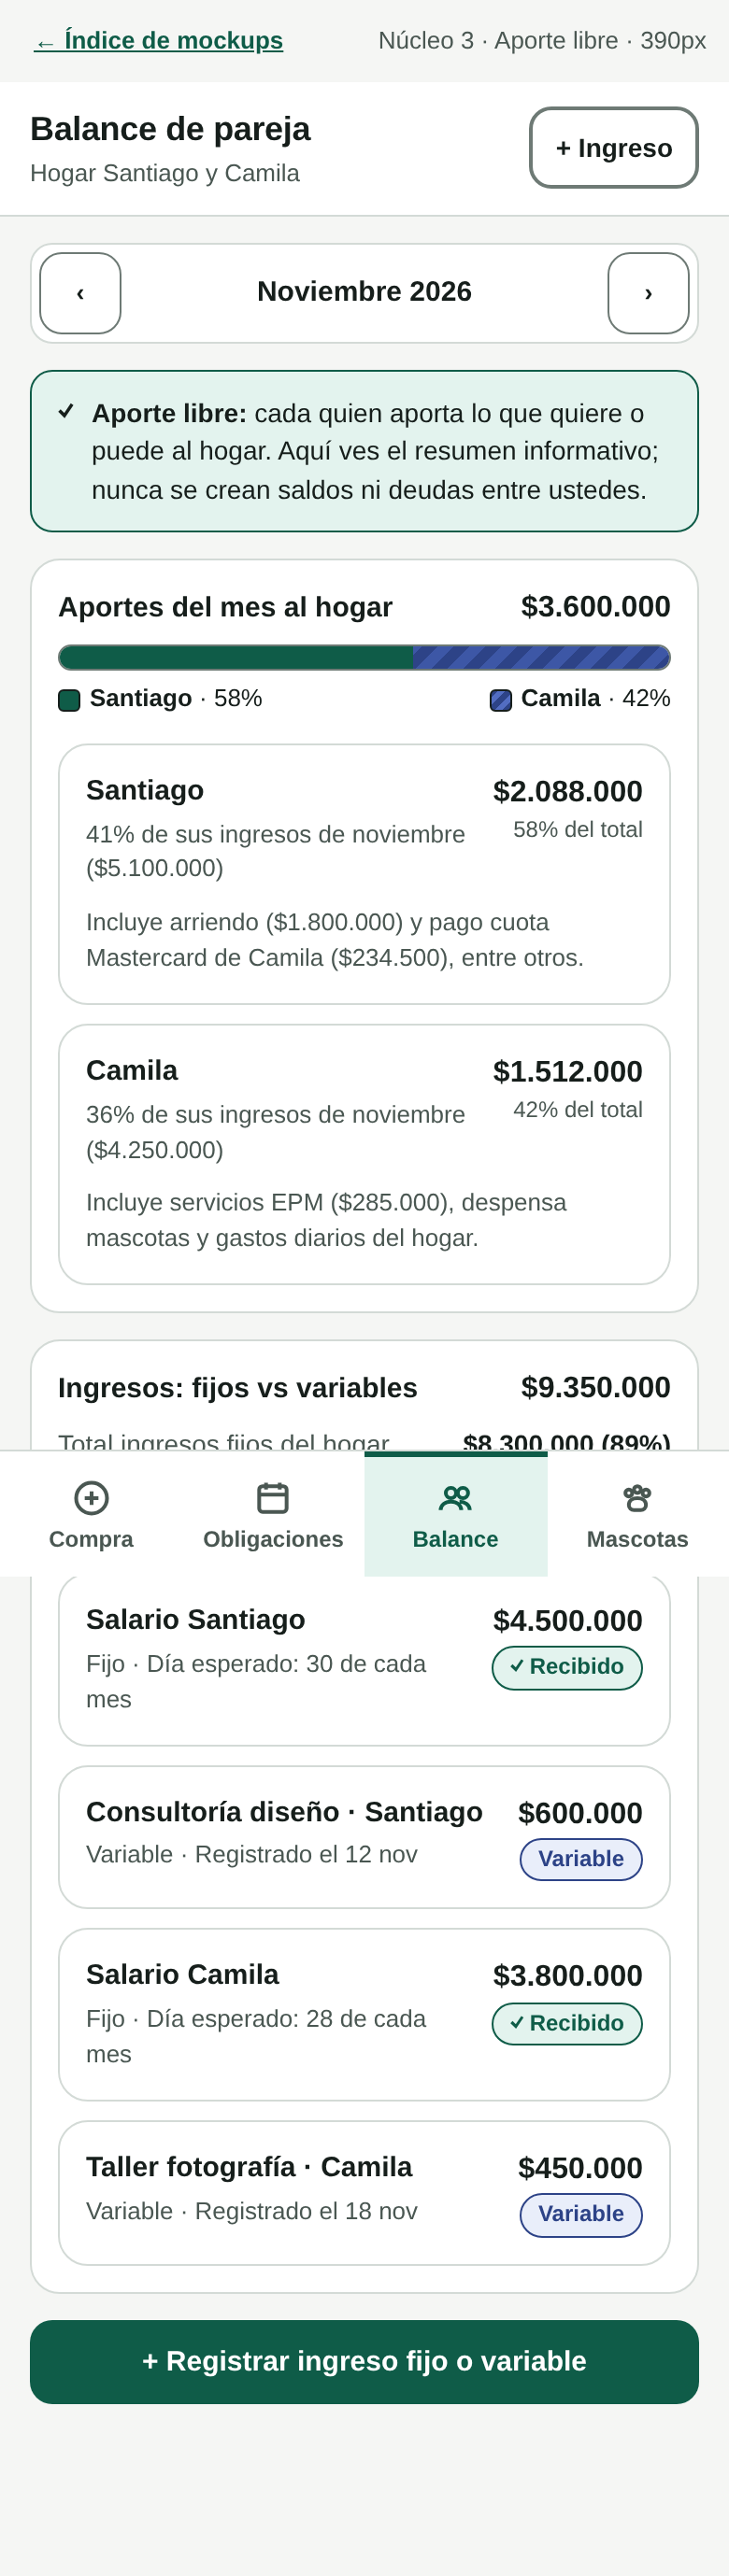 ← Índice de mockups
Núcleo 3 · Aporte libre · 390px
Balance de pareja
Hogar Santiago y Camila
+ Ingreso
‹
Noviembre 2026
›
✓ Aporte libre: cada quien aporta lo que quiere o
puede al hogar. Aquí ves el resumen informativo;
nunca se crean saldos ni deudas entre ustedes.
Aportes del mes al hogar
$3.600.000
Santiago · 58%
Camila · 42%
Santiago
$2.088.000
41% de sus ingresos de noviembre
($5.100.000)
58% del total
Incluye arriendo ($1.800.000) y pago cuota
Mastercard de Camila ($234.500), entre otros.
Camila
$1.512.000
36% de sus ingresos de noviembre
($4.250.000)
42% del total
Incluye servicios EPM ($285.000), despensa
mascotas y gastos diarios del hogar.
Ingresos: fijos vs variables
$9.350.000
Total ingresos fijos del hogar
$8.300.000 (89%)
Compra
Obligaciones
Balance
Mascotas
Salario Santiago
$4.500.000
Fijo · Día esperado: 30 de cada
mes
✓ Recibido
Consultoría diseño · Santiago
$600.000
Variable · Registrado el 12 nov
Variable
Salario Camila
$3.800.000
Fijo · Día esperado: 28 de cada
mes
✓ Recibido
Taller fotografía · Camila
$450.000
Variable · Registrado el 18 nov
Variable
+ Registrar ingreso fijo o variable